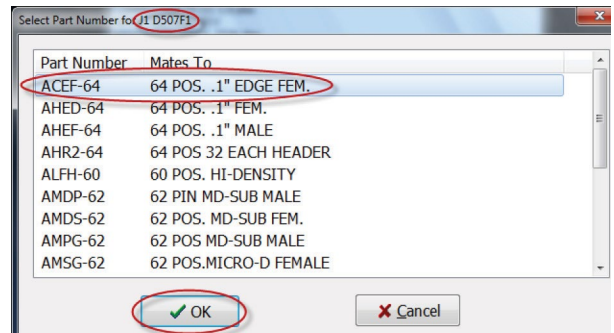 Select Part Number for J1 D507F1
Part Number Mates To
ACEF-64 64 POS. .1" EDGE FEM.
AHED-64 64 POS. .1" FEM.
AHEF-64 64 POS. .1" MALE
AHR2-64 64 POS 32 EACH HEADER
ALFH-60 60 POS. HI-DENSITY
AMDP-62 62 PIN MD-SUB MALE
AMDS-62 62 POS. MD-SUB FEM.
AMPG-62 62 POS MD-SUB MALE
AMSG-62 62 POS.MICRO-D FEMALE
OK Cancel